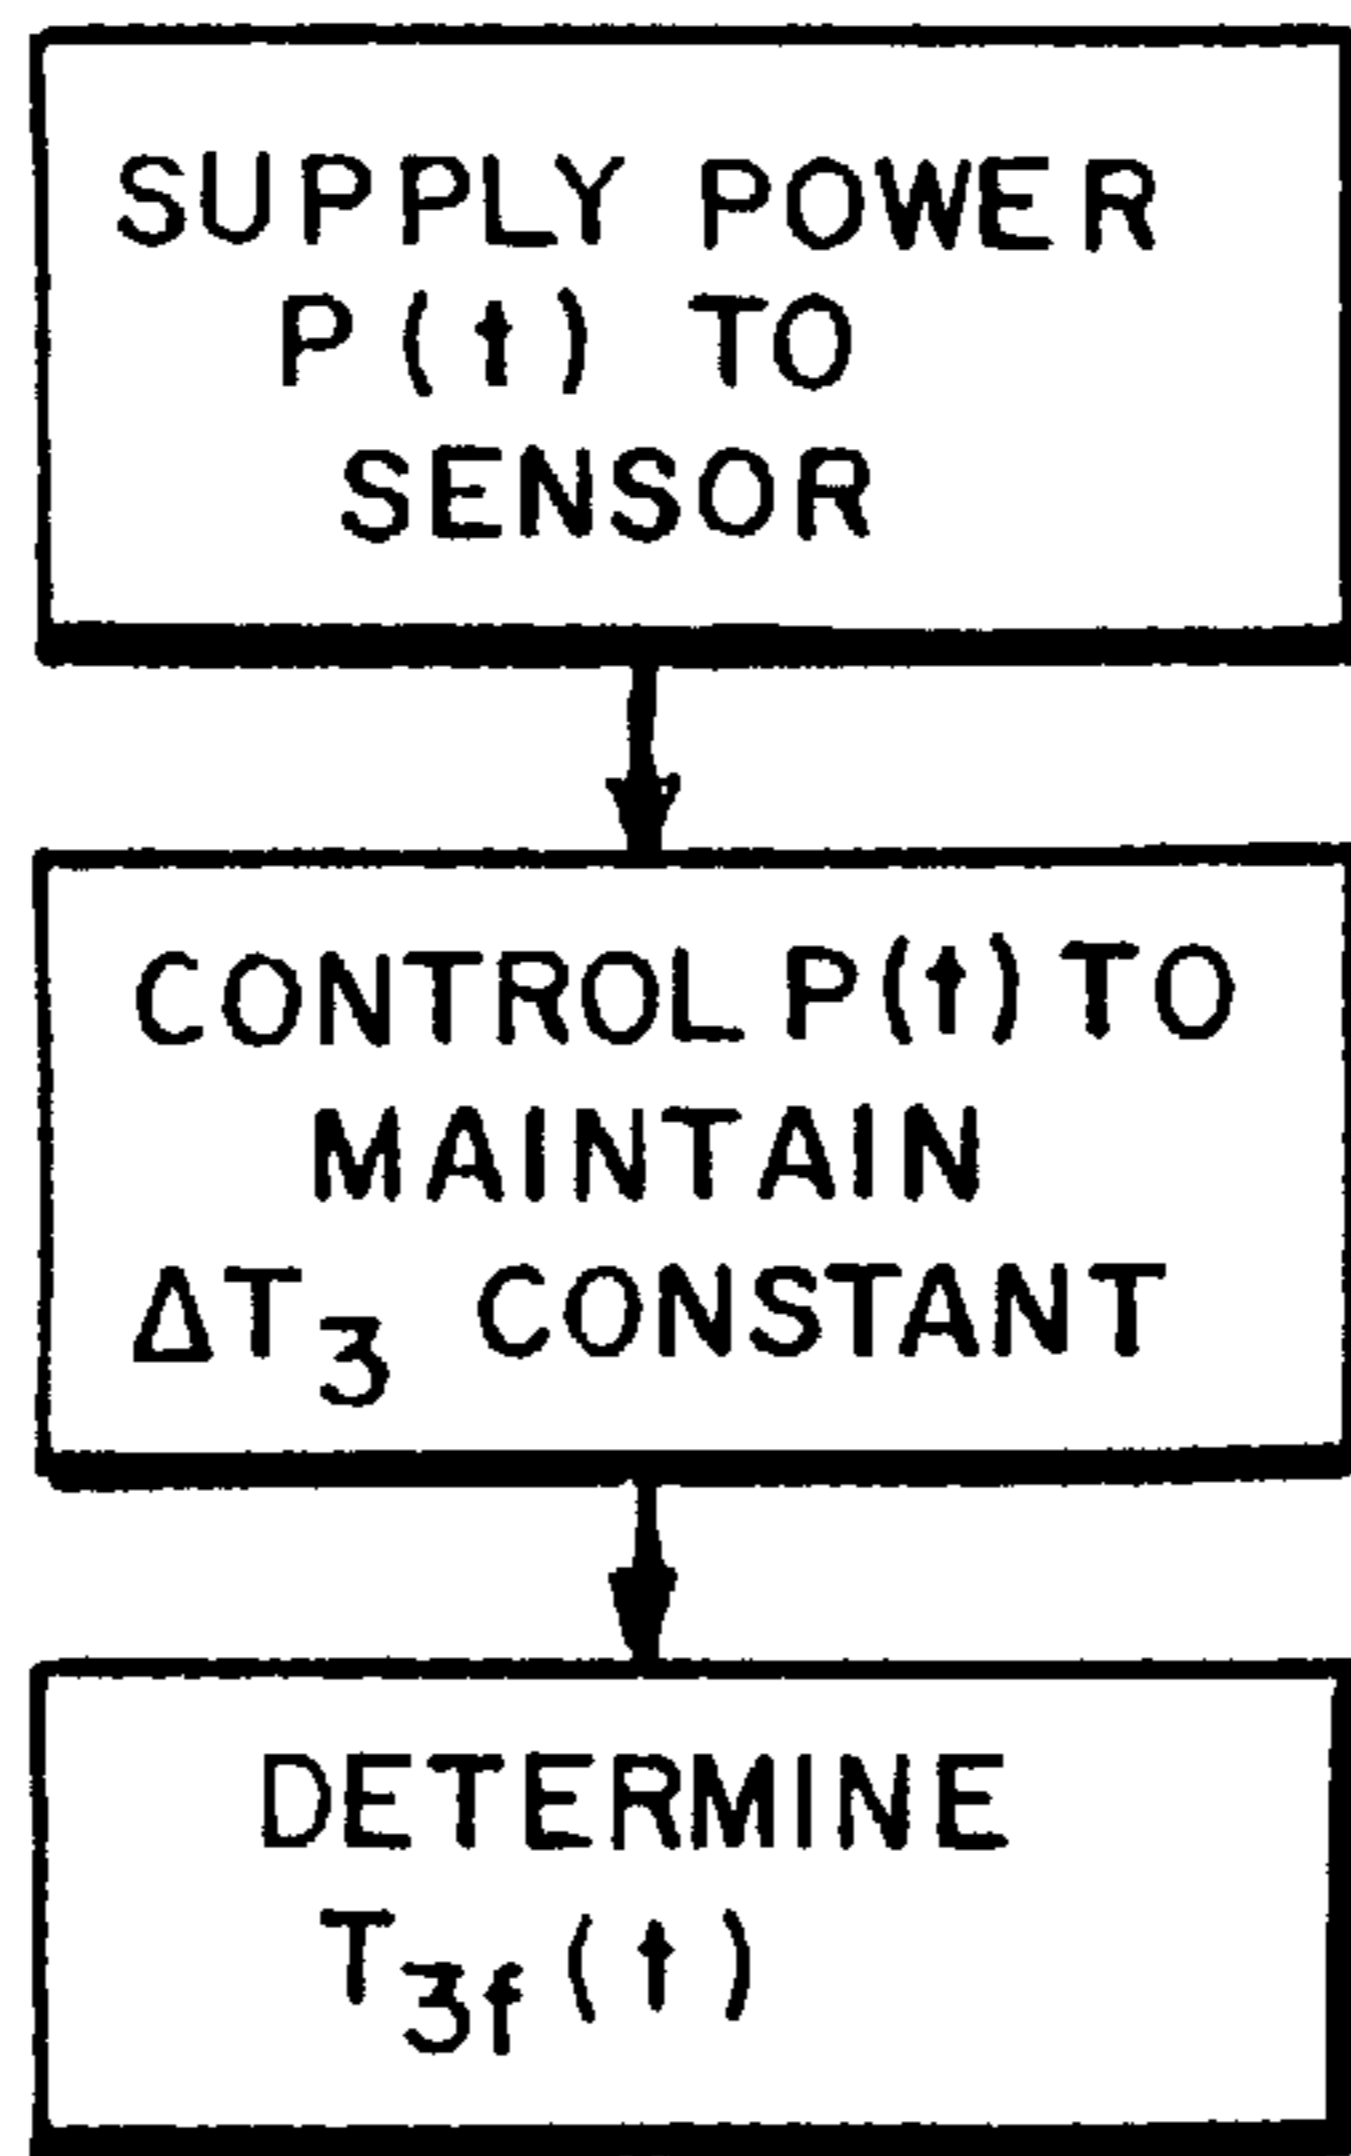 SUPPLY POWER
P(t) TO
SENSOR
CONTROL P(t) TO
MAINTAIN
ΔT₃ CONSTANT
DETERMINE
T₃f(t)